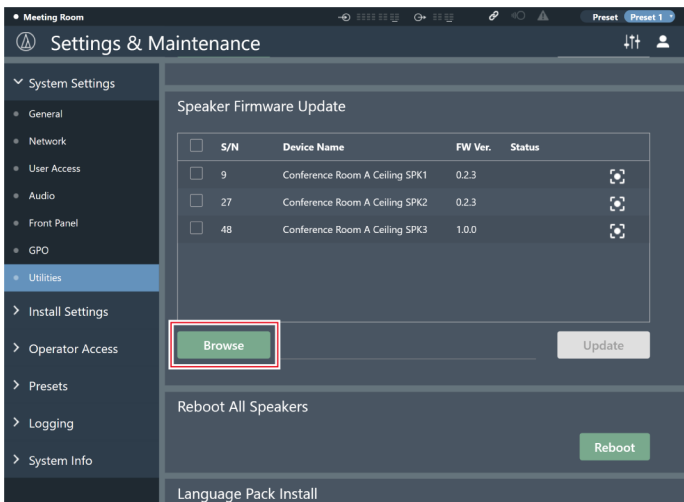 Meeting Room
Preset Preset 1
Settings & Maintenance
System Settings
General
Network
User Access
Audio
Front Panel
GPO
Utilities
Install Settings
Operator Access
Presets
Logging
System Info
Speaker Firmware Update
S/N Device Name FW Ver. Status
9 Conference Room A Ceiling SPK1 0.2.3
27 Conference Room A Ceiling SPK2 0.2.3
48 Conference Room A Ceiling SPK3 1.0.0
Browse Update
Reboot All Speakers
Reboot
Language Pack Install